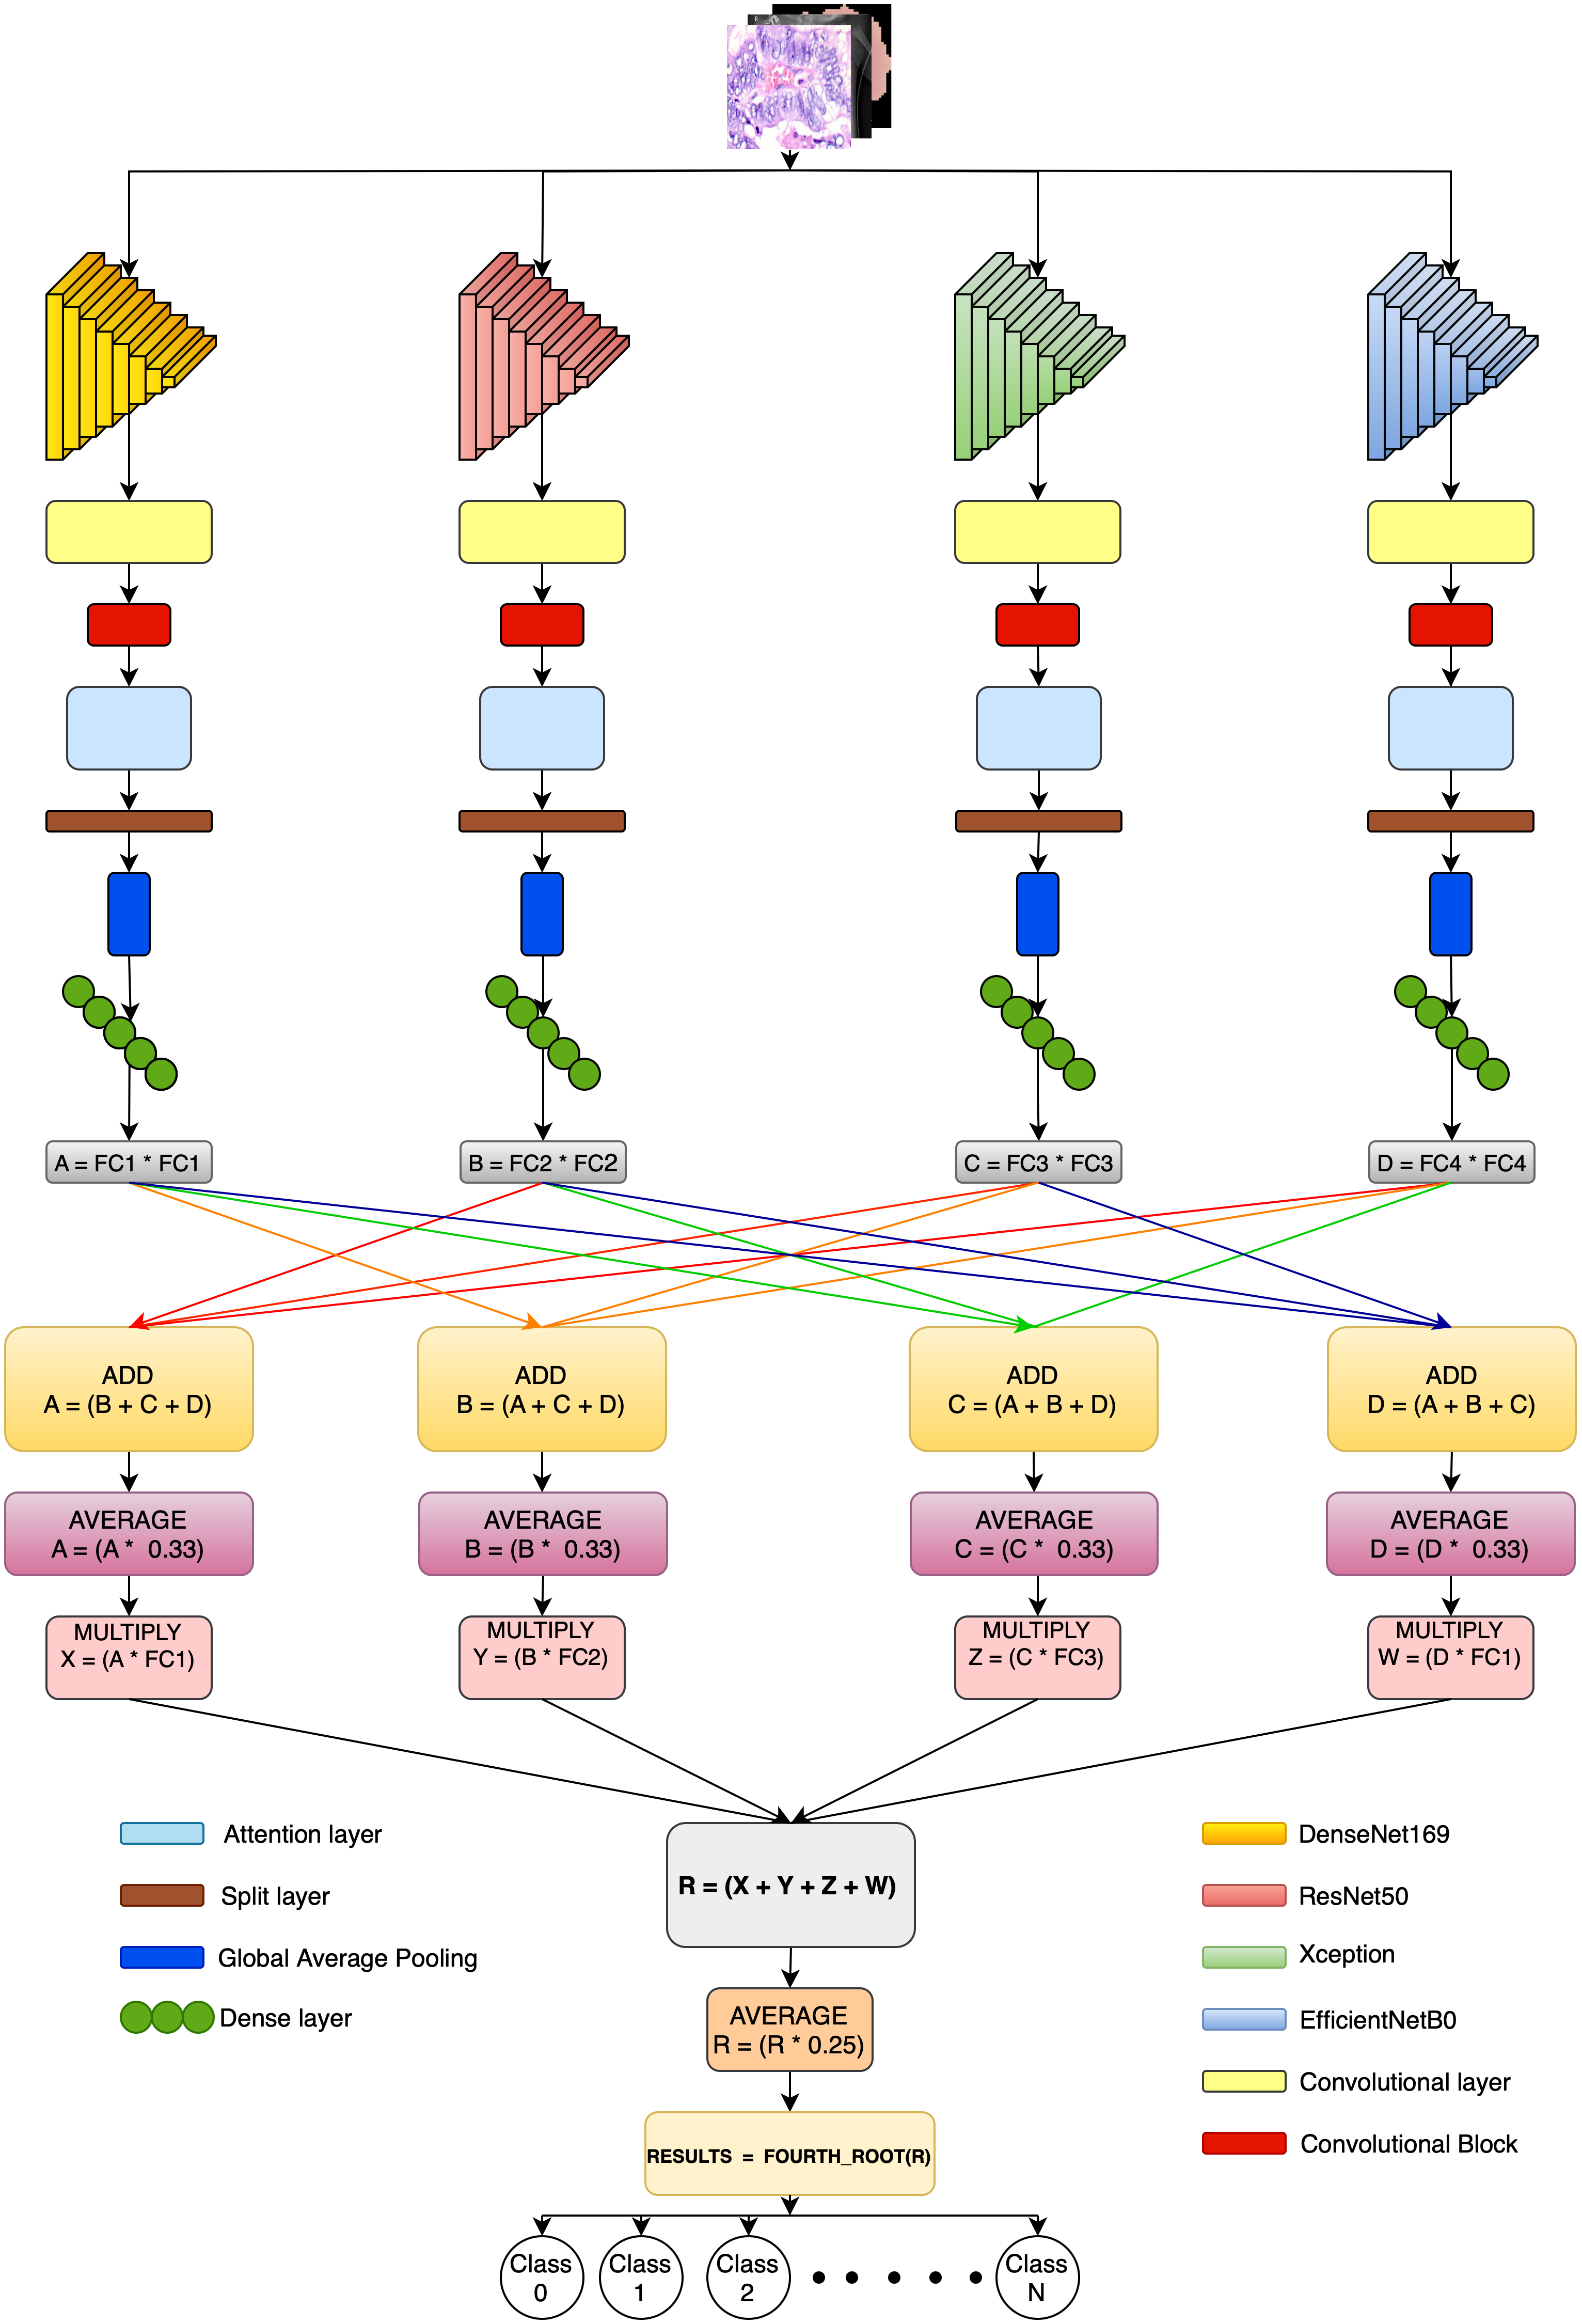 A = FC1 * FC1
B = FC2 * FC2
C = FC3 * FC3
D = FC4 * FC4
ADD
A = (B + C + D)
ADD
B = (A + C + D)
ADD
C = (A + B + D)
ADD
D = (A + B + C)
AVERAGE
A = (A * 0.33)
AVERAGE
B = (B * 0.33)
AVERAGE
C = (C * 0.33)
AVERAGE
D = (D * 0.33)
MULTIPLY
X = (A * FC1)
MULTIPLY
Y = (B * FC2)
MULTIPLY
Z = (C * FC3)
MULTIPLY
W = (D * FC1)
Attention layer
Split layer
Global Average Pooling
Dense layer
R = (X + Y + Z + W)
AVERAGE
R = (R * 0.25)
RESULTS = FOURTH_ROOT(R)
DenseNet169
ResNet50
Xception
EfficientNetB0
Convolutional layer
Convolutional Block
Class
0
Class
1
Class
2
Class
N